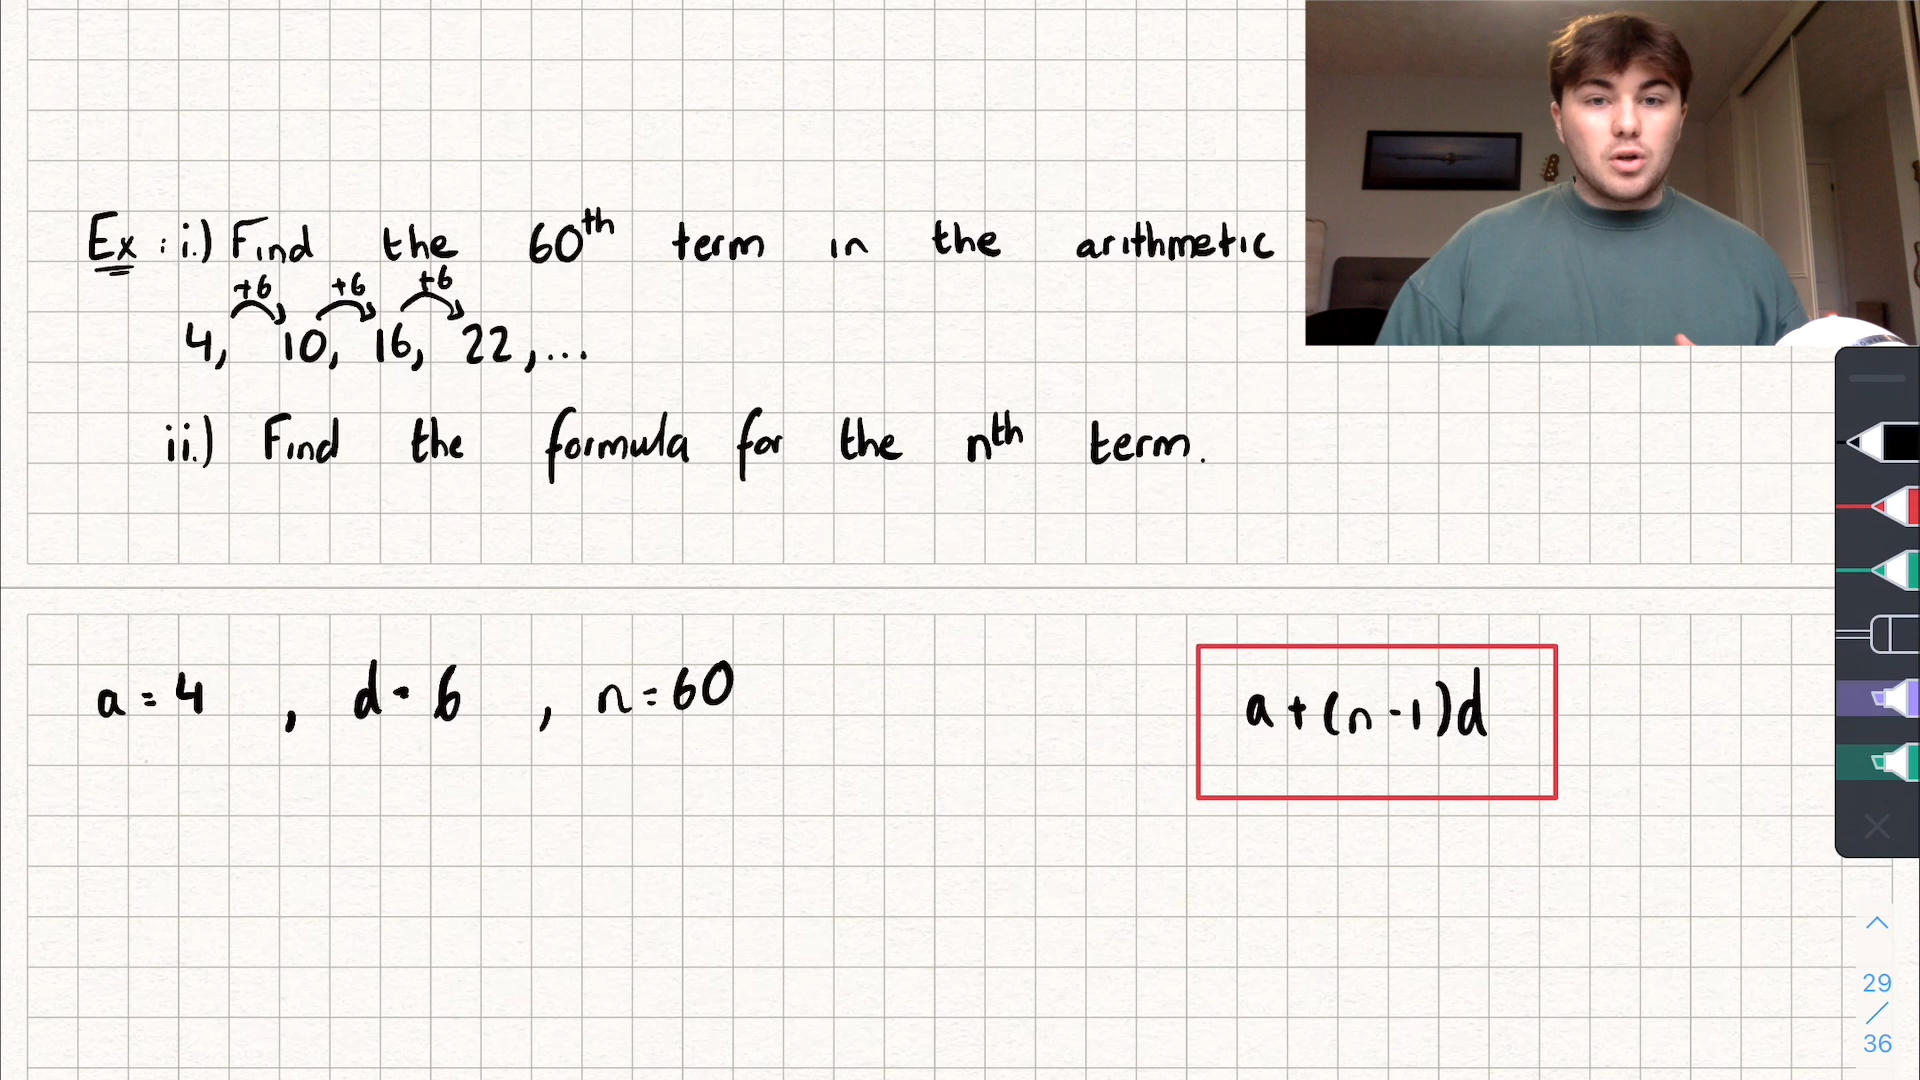 Ex : i.) Find the 60th term in the arithmetic
+6 +6 +6
4, 10, 16, 22, ...
ii.) Find the formula for the nth term.
a = 4 , d = 6 , n = 60
a + (n - 1)d
29
/
36